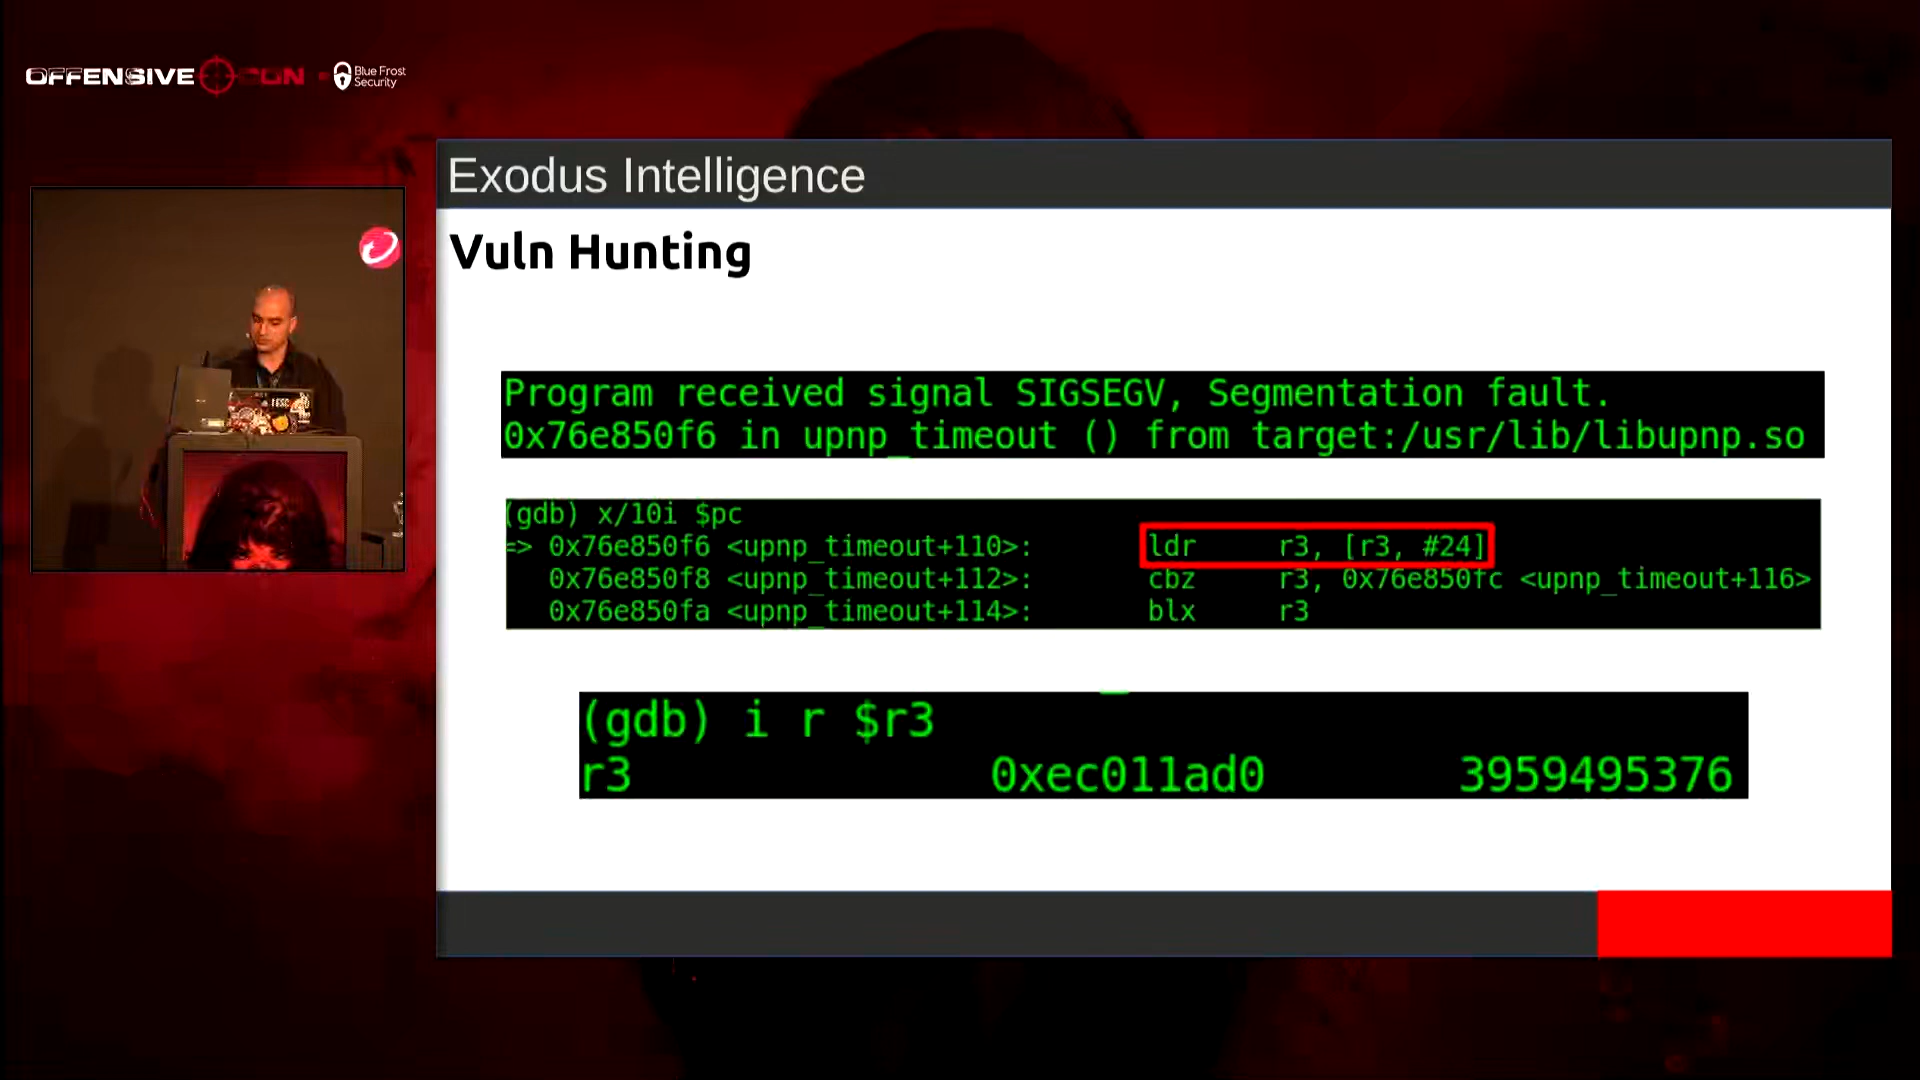 OFFENSIVE CON
Blue Frost
Security
Exodus Intelligence
Vuln Hunting
Program received signal SIGSEGV, Segmentation fault.
0x76e850f6 in upnp_timeout () from target:/usr/lib/libupnp.so
(gdb) x/10i $pc
=> 0x76e850f6 <upnp_timeout+110>: ldr r3, [r3, #24]
0x76e850f8 <upnp_timeout+112>: cbz r3, 0x76e850fc <upnp_timeout+116>
0x76e850fa <upnp_timeout+114>: blx r3
(gdb) i r $r3
r3 0xec011ad0 3959495376